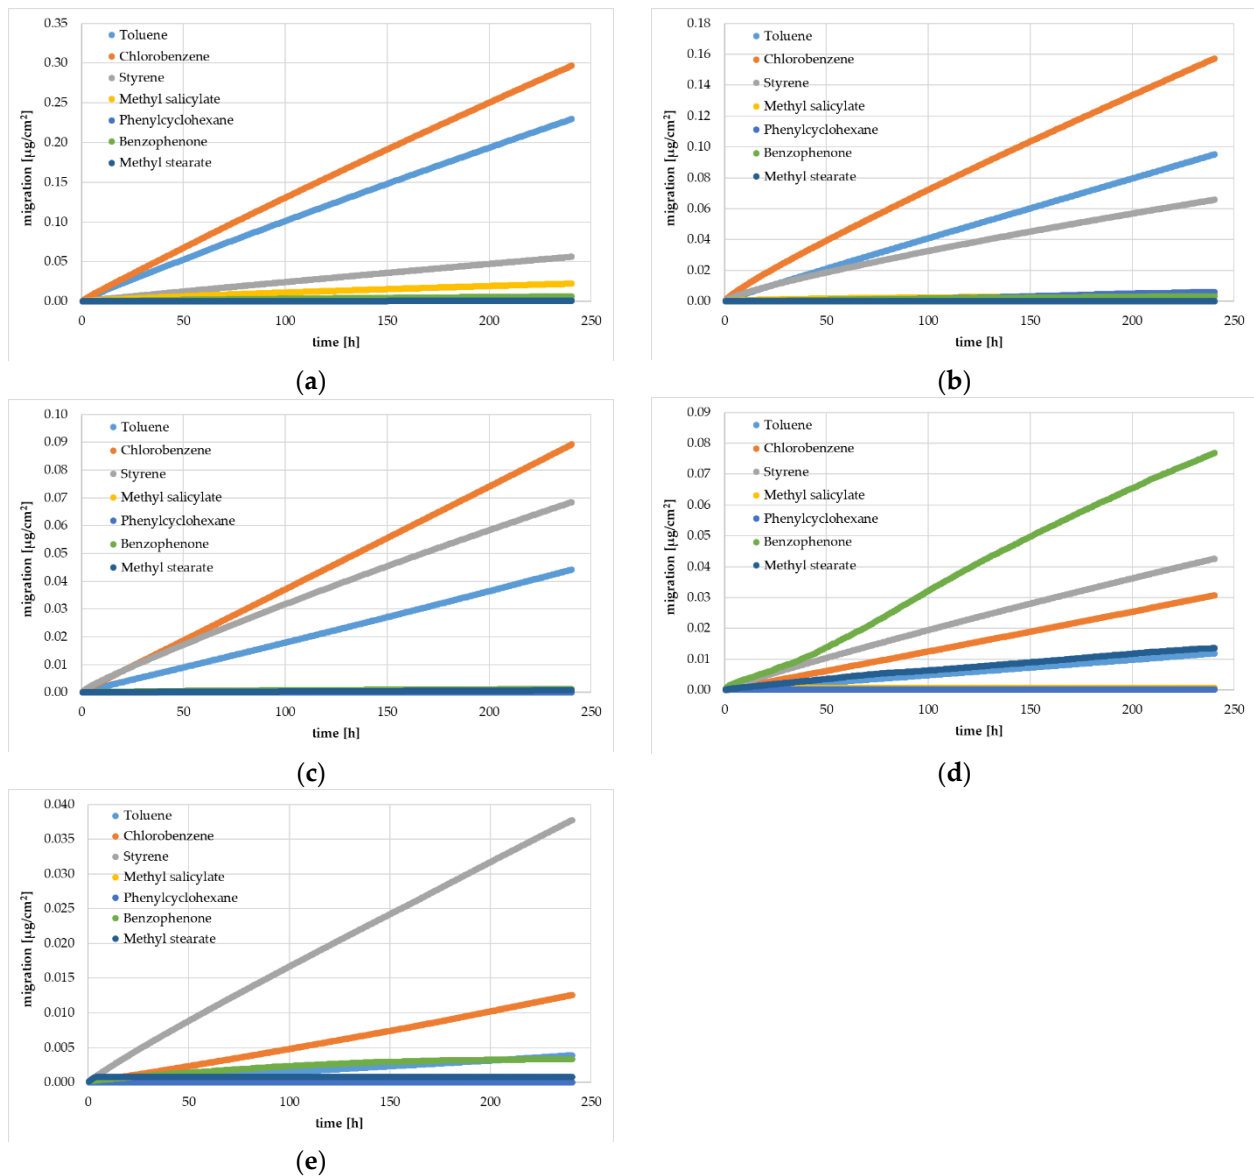 0.35
0.30
0.25
0.20
0.15
0.10
0.05
0.00
migration [µg/cm²]
Toluene
Chlorobenzene
Styrene
Methyl salicylate
Phenylcyclohexane
Benzophenone
Methyl stearate
0 50 100 150 200 250
time [h]
(a)
0.18
0.16
0.14
0.12
0.10
0.08
0.06
0.04
0.02
0.00
migration [µg/cm²]
Toluene
Chlorobenzene
Styrene
Methyl salicylate
Phenylcyclohexane
Benzophenone
Methyl stearate
0 50 100 150 200 250
time [h]
(b)
0.10
0.09
0.08
0.07
0.06
0.05
0.04
0.03
0.02
0.01
0.00
migration [µg/cm²]
Toluene
Chlorobenzene
Styrene
Methyl salicylate
Phenylcyclohexane
Benzophenone
Methyl stearate
0 50 100 150 200 250
time [h]
(c)
0.09
0.08
0.07
0.06
0.05
0.04
0.03
0.02
0.01
0.00
migration [µg/cm²]
Toluene
Chlorobenzene
Styrene
Methyl salicylate
Phenylcyclohexane
Benzophenone
Methyl stearate
0 50 100 150 200 250
time [h]
(d)
0.040
0.035
0.030
0.025
0.020
0.015
0.010
0.005
0.000
migration [µg/cm²]
Toluene
Chlorobenzene
Styrene
Methyl salicylate
Phenylcyclohexane
Benzophenone
Methyl stearate
0 50 100 150 200 250
time [h]
(e)